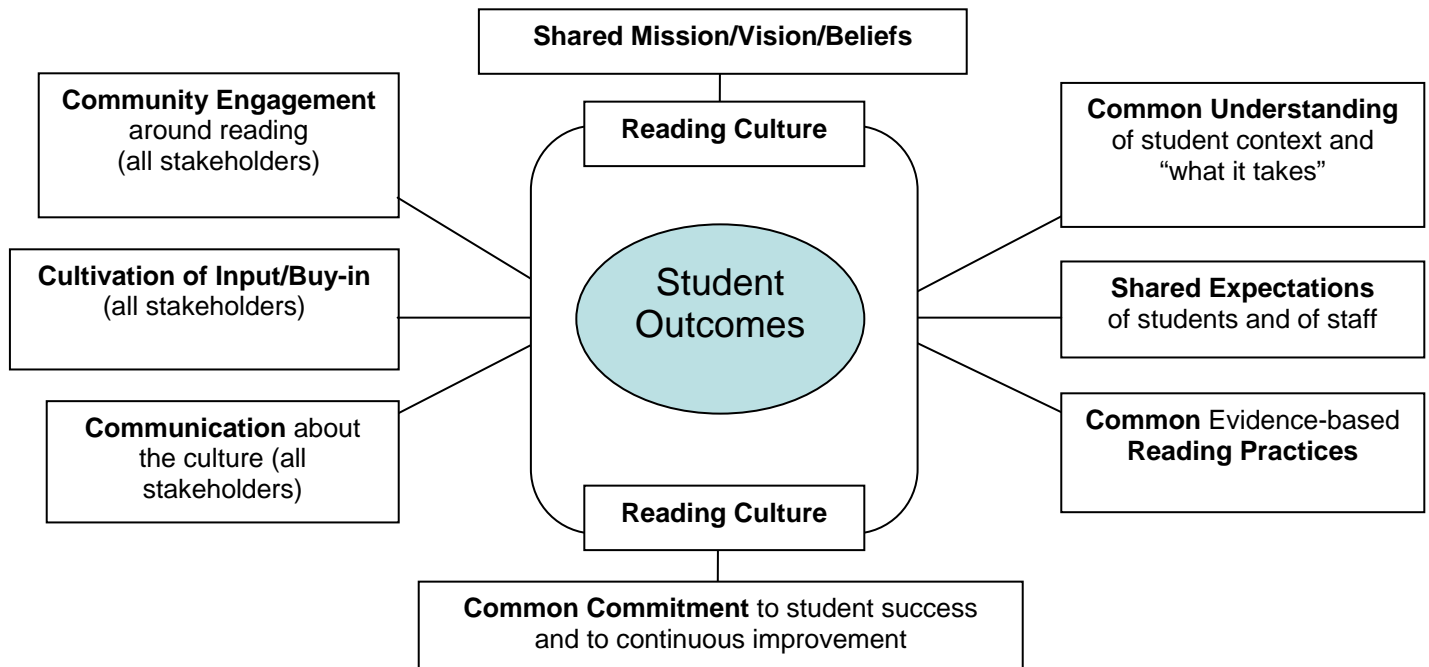 Shared Mission/Vision/Beliefs
Community Engagement
around reading
(all stakeholders)
Reading Culture
Common Understanding
of student context and
“what it takes”
Cultivation of Input/Buy-in
(all stakeholders)
Student
Outcomes
Shared Expectations
of students and of staff
Communication about
the culture (all
stakeholders)
Common Evidence-based
Reading Practices
Reading Culture
Common Commitment to student success
and to continuous improvement